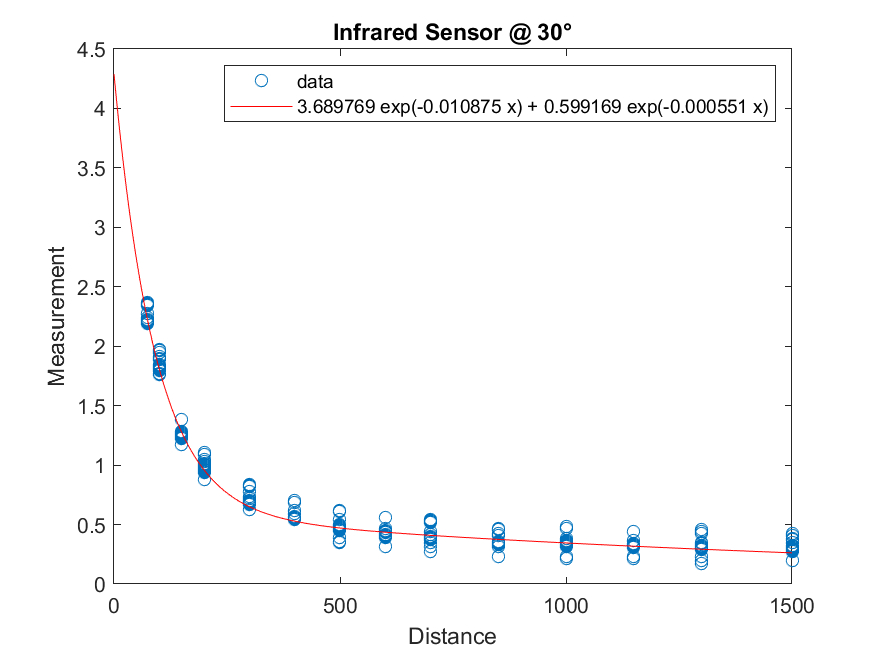 Infrared Sensor @ 30°
4.5
4
3.5
3
2.5
2
1.5
1
0.5
0
Measurement
data
3.689769 exp(-0.010875 x) + 0.599169 exp(-0.000551 x)
0 500 1000 1500
Distance